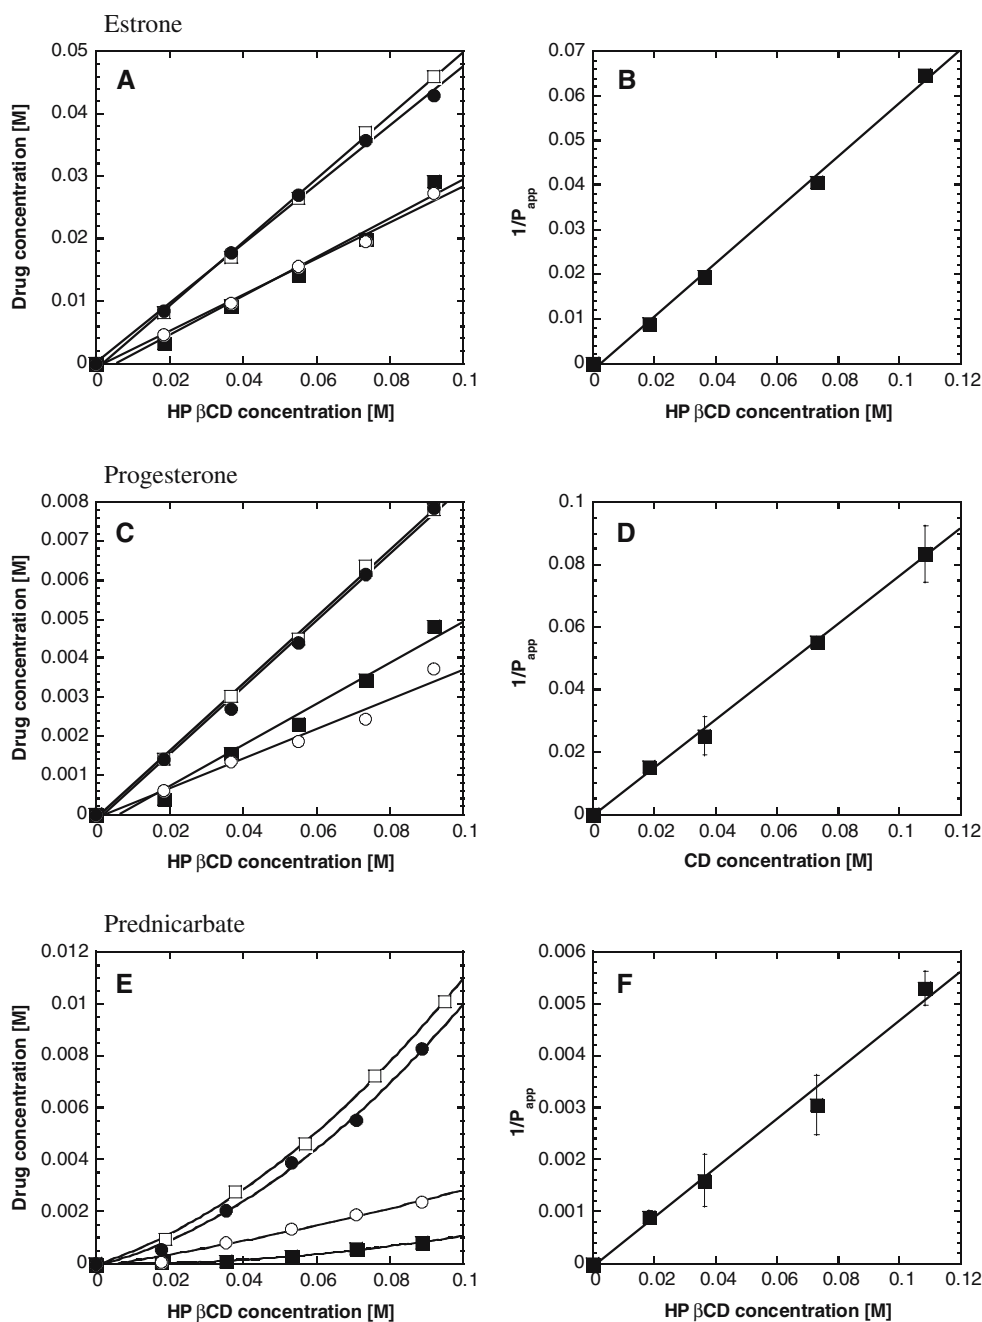 Estrone
A
Drug concentration [M]
0.05
0.04
0.03
0.02
0.01
0
0 0.02 0.04 0.06 0.08 0.1
HP βCD concentration [M]
B
1/Papp
0.07
0.06
0.05
0.04
0.03
0.02
0.01
0
0 0.02 0.04 0.06 0.08 0.1 0.12
HP βCD concentration [M]
Progesterone
C
Drug concentration [M]
0.008
0.007
0.006
0.005
0.004
0.003
0.002
0.001
0
0 0.02 0.04 0.06 0.08 0.1
HP βCD concentration [M]
D
1/Papp
0.1
0.08
0.06
0.04
0.02
0
0 0.02 0.04 0.06 0.08 0.1 0.12
CD concentration [M]
Prednicarbate
E
Drug concentration [M]
0.012
0.01
0.008
0.006
0.004
0.002
0
0 0.02 0.04 0.06 0.08 0.1
HP βCD concentration [M]
F
1/Papp
0.006
0.005
0.004
0.003
0.002
0.001
0
0 0.02 0.04 0.06 0.08 0.1 0.12
HP βCD concentration [M]